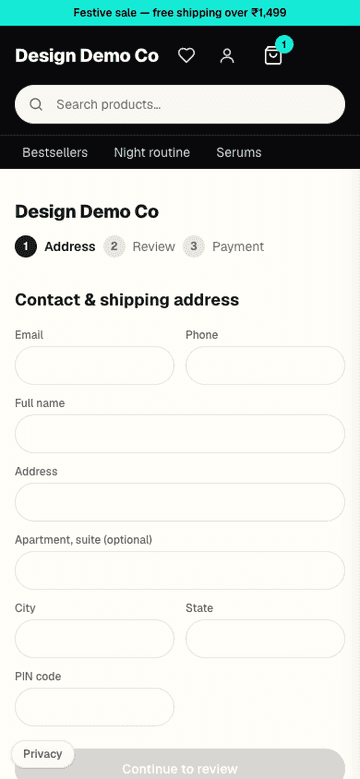 Festive sale — free shipping over ₹1,499
Design Demo Co
1
Search products...
Bestsellers Night routine Serums
Design Demo Co
1 Address 2 Review 3 Payment
Contact & shipping address
Email Phone
Full name
Address
Apartment, suite (optional)
City State
PIN code
Privacy
Continue to review